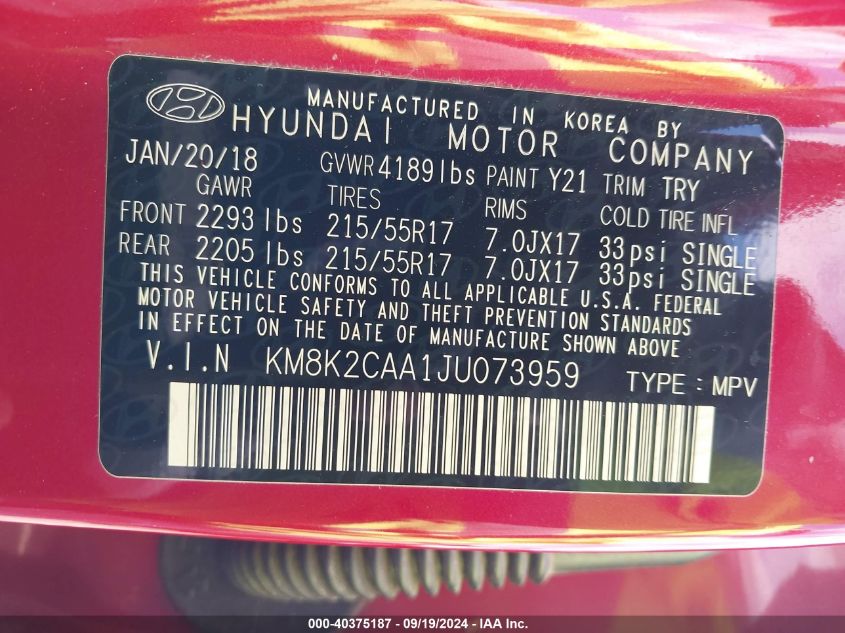 MANUFACTURED IN KOREA BY
HYUNDAI MOTOR COMPANY
JAN/20/18 GVWR 4189 lbs PAINT Y21 TRIM TRY
GAWR TIRES RIMS COLD TIRE INFL
FRONT 2293 lbs 215/55R17 7.0JX17 33psi SINGLE
REAR 2205 lbs 215/55R17 7.0JX17 33psi SINGLE
THIS VEHICLE CONFORMS TO ALL APPLICABLE U.S.A. FEDERAL
MOTOR VEHICLE SAFETY AND THEFT PREVENTION STANDARDS
IN EFFECT ON THE DATE OF MANUFACTURE SHOWN ABOVE
V.I.N KM8K2CAA1JU073959 TYPE : MPV
000-40375187 - 09/19/2024 - IAA Inc.